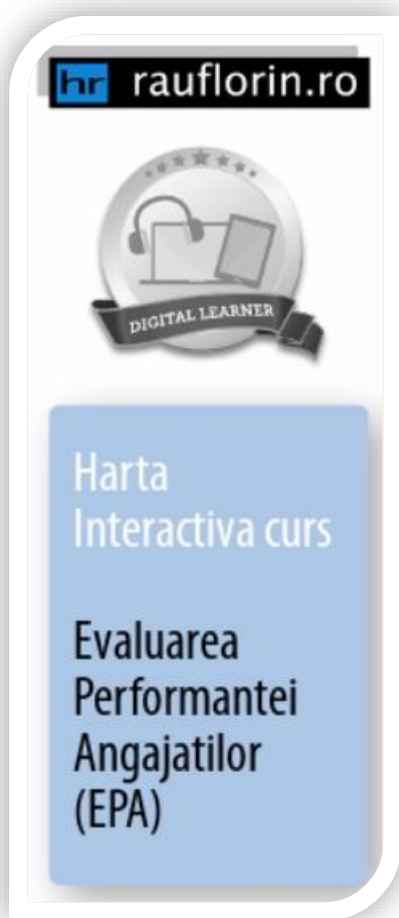 hr rauflorin.ro
DIGITAL LEARNER
Harta
Interactiva curs
Evaluarea
Performantei
Angajatilor
(EPA)